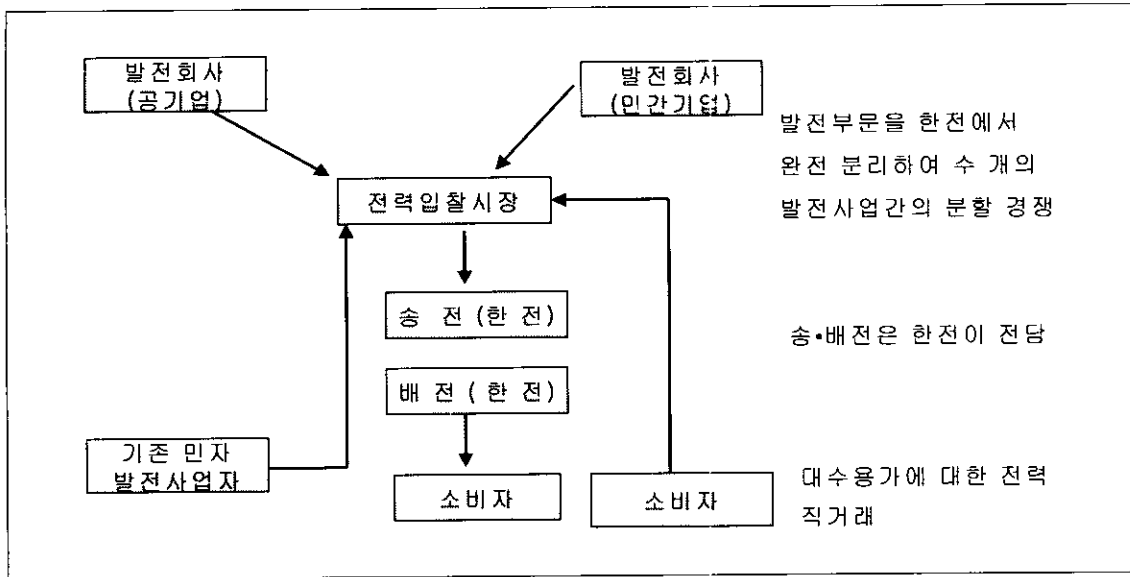 발전회사
(공기업)
발전회사
(민간기업)
발전부문을 한전에서
완전 분리하여 수 개의
발전사업간의 분할 경쟁
전력입찰시장
송 전 (한전)
송•배전은 한전이 전담
배 전 ( 한 전)
기존 민자
발전사업자
소비자
소비자
대수용가에 대한 전력
직거래